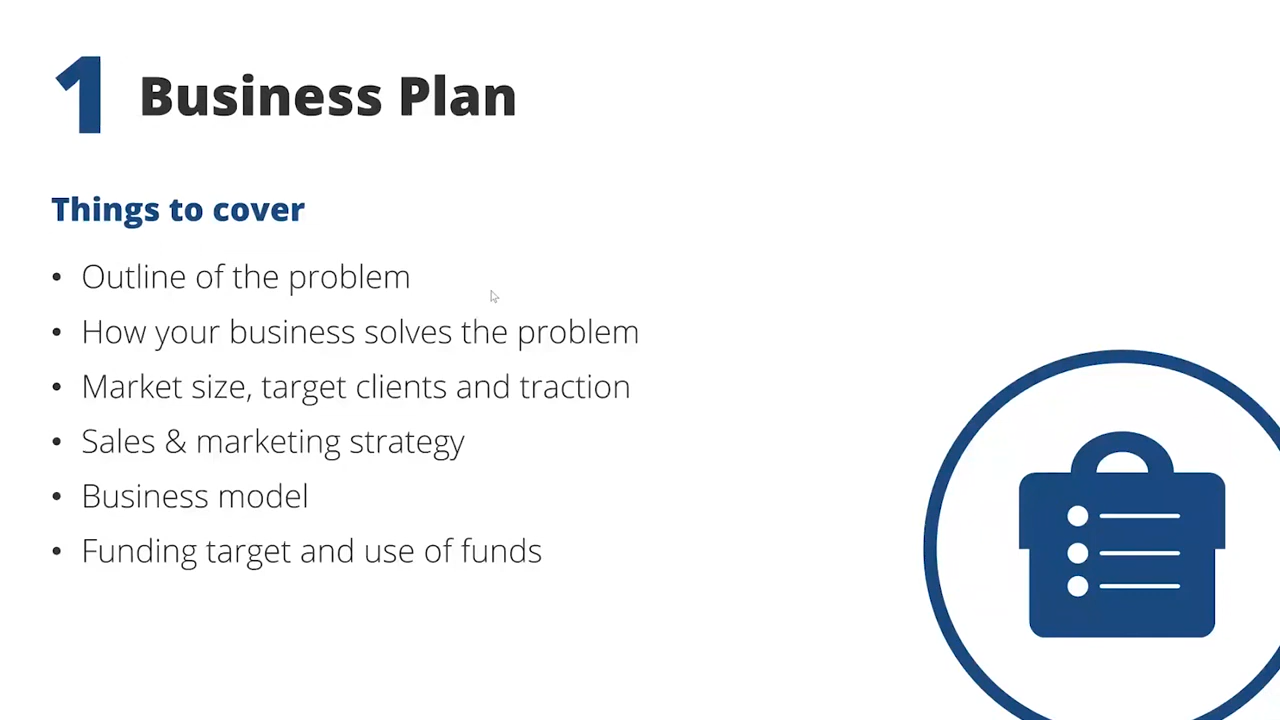 1 Business Plan
Things to cover
• Outline of the problem
• How your business solves the problem
• Market size, target clients and traction
• Sales & marketing strategy
• Business model
• Funding target and use of funds